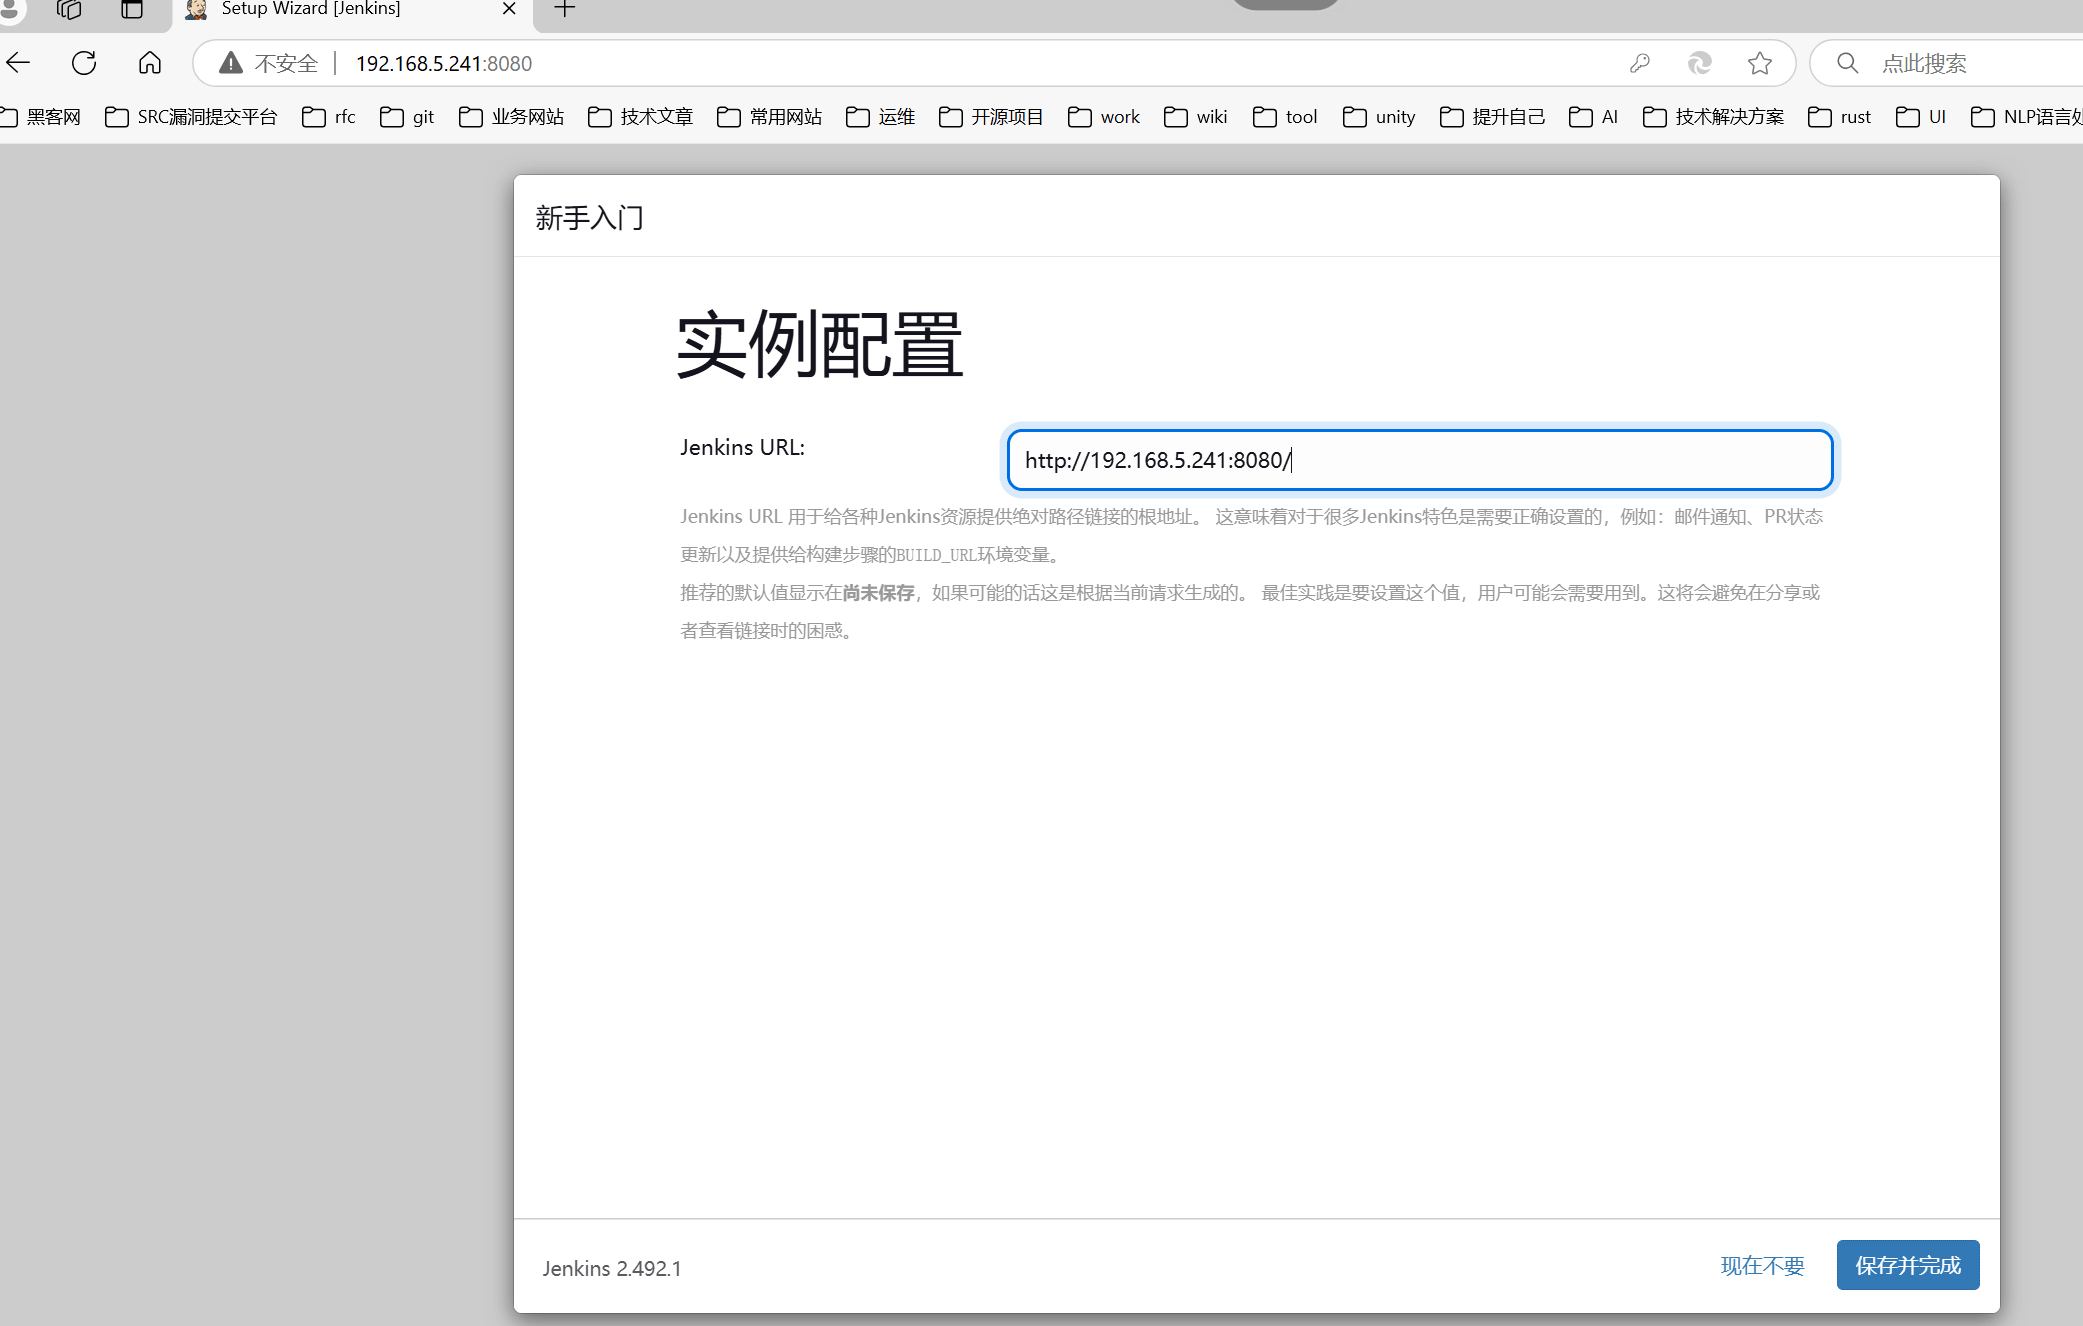 Setup Wizard [Jenkins]
不安全 192.168.5.241:8080 点此搜索
黑客网 SRC漏洞提交平台 rfc git 业务网站 技术文章 常用网站 运维 开源项目 work wiki tool unity 提升自己 AI 技术解决方案 rust UI NLP语言处
新手入门
实例配置
Jenkins URL: http://192.168.5.241:8080/
Jenkins URL 用于给各种Jenkins资源提供绝对路径链接的根地址。 这意味着对于很多Jenkins特色是需要正确设置的，例如：邮件通知、PR状态
更新以及提供给构建步骤的BUILD_URL环境变量。
推荐的默认值显示在尚未保存，如果可能的话这是根据当前请求生成的。 最佳实践是要设置这个值，用户可能会需要用到。这将会避免在分享或
者查看链接时的困惑。
Jenkins 2.492.1 现在不要 保存并完成